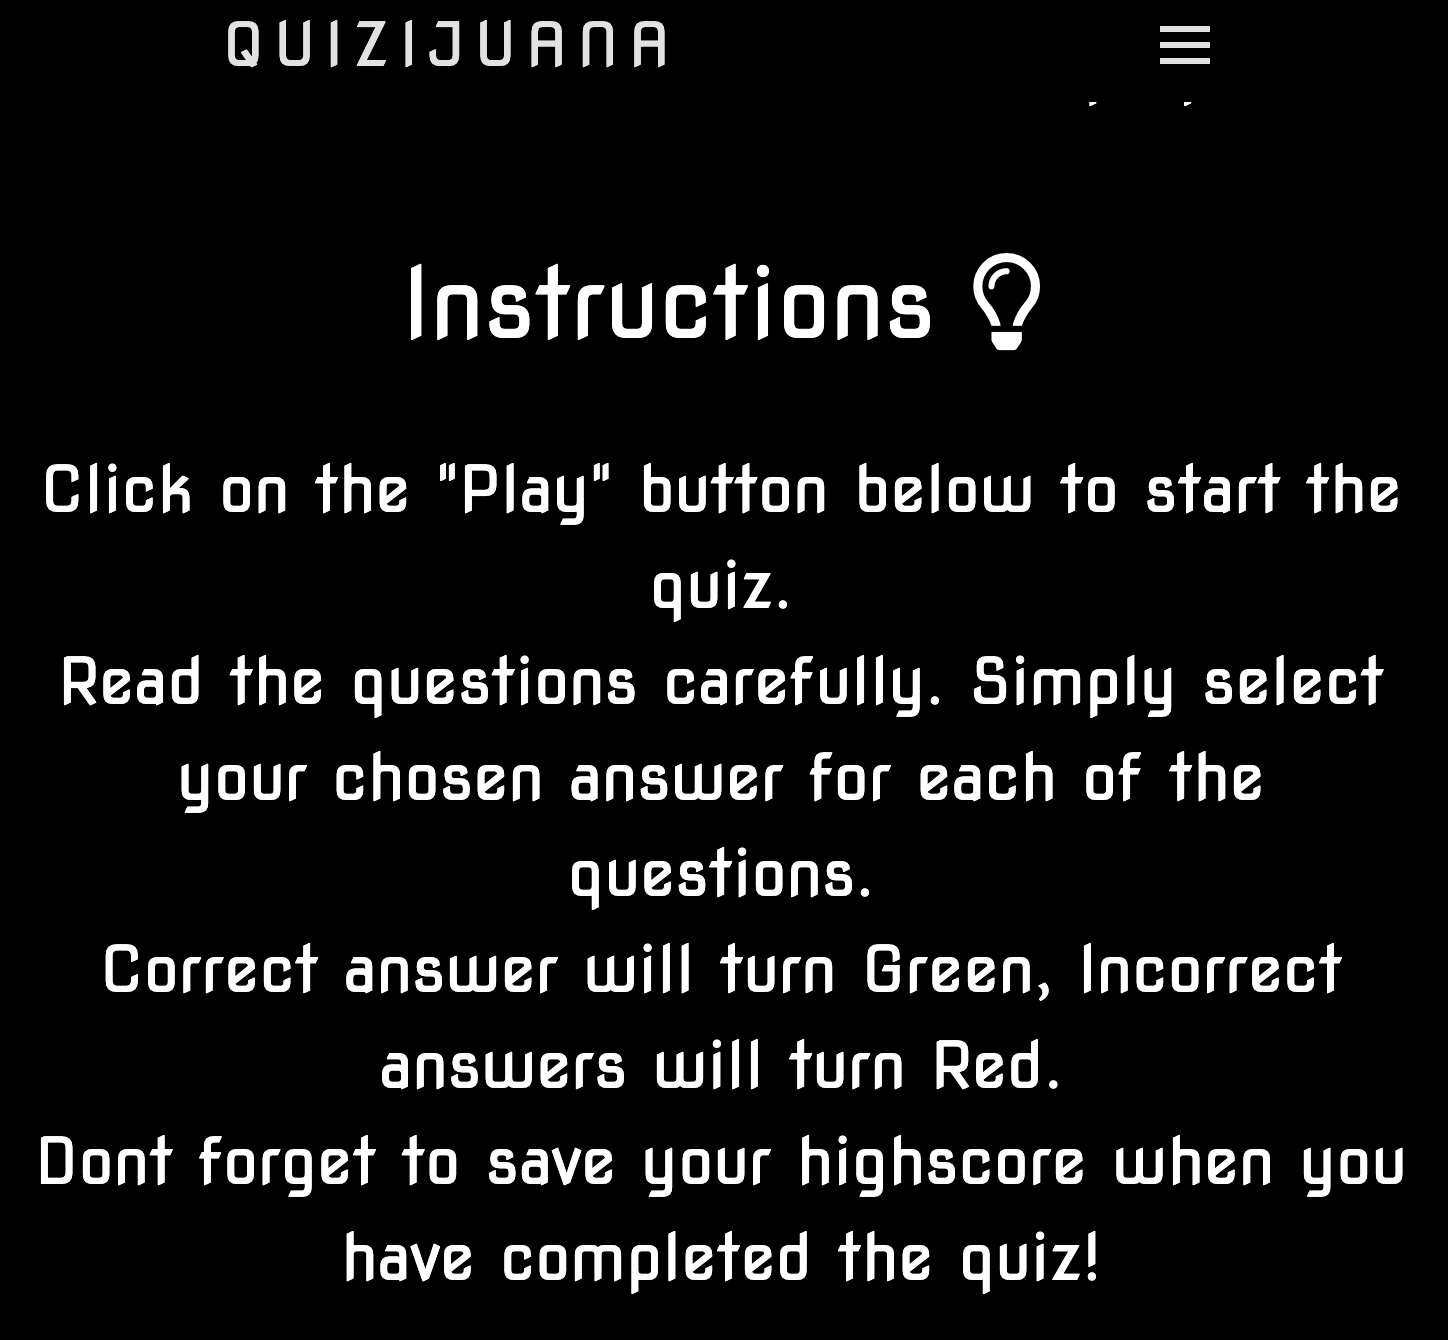 QUIZIJUANA
Instructions
Click on the "Play" button below to start the
quiz.
Read the questions carefully. Simply select
your chosen answer for each of the
questions.
Correct answer will turn Green, Incorrect
answers will turn Red.
Dont forget to save your highscore when you
have completed the quiz!